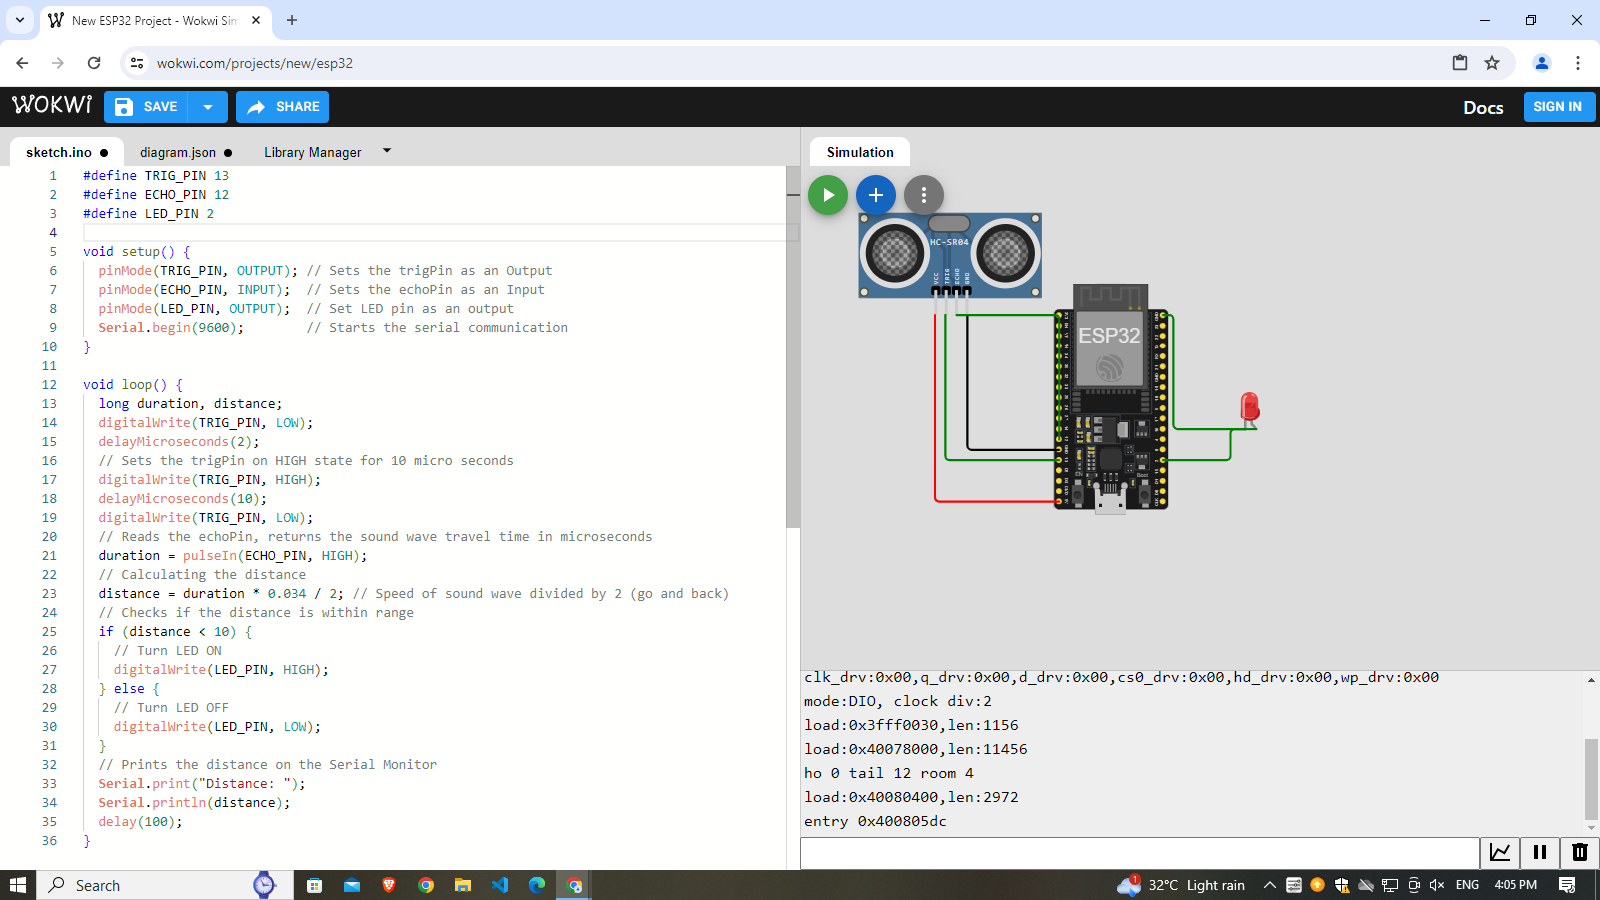 New ESP32 Project - Wokwi Sim
wokwi.com/projects/new/esp32
WOKWi
SAVE
SHARE
Docs
SIGN IN
sketch.ino
diagram.json
Library Manager
Simulation
1 #define TRIG_PIN 13
2 #define ECHO_PIN 12
3 #define LED_PIN 2
4
5 void setup() {
6 pinMode(TRIG_PIN, OUTPUT); // Sets the trigPin as an Output
7 pinMode(ECHO_PIN, INPUT);  // Sets the echoPin as an Input
8 pinMode(LED_PIN, OUTPUT);  // Set LED pin as an output
9 Serial.begin(9600);        // Starts the serial communication
10 }
11
12 void loop() {
13 long duration, distance;
14 digitalWrite(TRIG_PIN, LOW);
15 delayMicroseconds(2);
16 // Sets the trigPin on HIGH state for 10 micro seconds
17 digitalWrite(TRIG_PIN, HIGH);
18 delayMicroseconds(10);
19 digitalWrite(TRIG_PIN, LOW);
20 // Reads the echoPin, returns the sound wave travel time in microseconds
21 duration = pulseIn(ECHO_PIN, HIGH);
22 // Calculating the distance
23 distance = duration * 0.034 / 2; // Speed of sound wave divided by 2 (go and back)
24 // Checks if the distance is within range
25 if (distance < 10) {
26 // Turn LED ON
27 digitalWrite(LED_PIN, HIGH);
28 } else {
29 // Turn LED OFF
30 digitalWrite(LED_PIN, LOW);
31 }
32 // Prints the distance on the Serial Monitor
33 Serial.print("Distance: ");
34 Serial.println(distance);
35 delay(100);
36 }
HC-SR04
VCC
TRIG
ECHO
GND
ESP32
clk_drv:0x00,q_drv:0x00,d_drv:0x00,cs0_drv:0x00,hd_drv:0x00,wp_drv:0x00
mode:DIO, clock div:2
load:0x3fff0030,len:1156
load:0x40078000,len:11456
ho 0 tail 12 room 4
load:0x40080400,len:2972
entry 0x400805dc
Search
1
32°C Light rain
ENG
4:05 PM